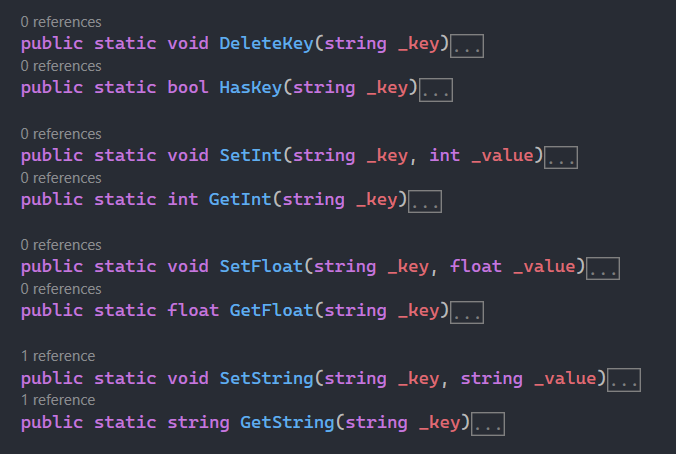 0 references
public static void DeleteKey(string _key)...
0 references
public static bool HasKey(string _key)...
0 references
public static void SetInt(string _key, int _value)...
0 references
public static int GetInt(string _key)...
0 references
public static void SetFloat(string _key, float _value)...
0 references
public static float GetFloat(string _key)...
1 reference
public static void SetString(string _key, string _value)...
1 reference
public static string GetString(string _key)...